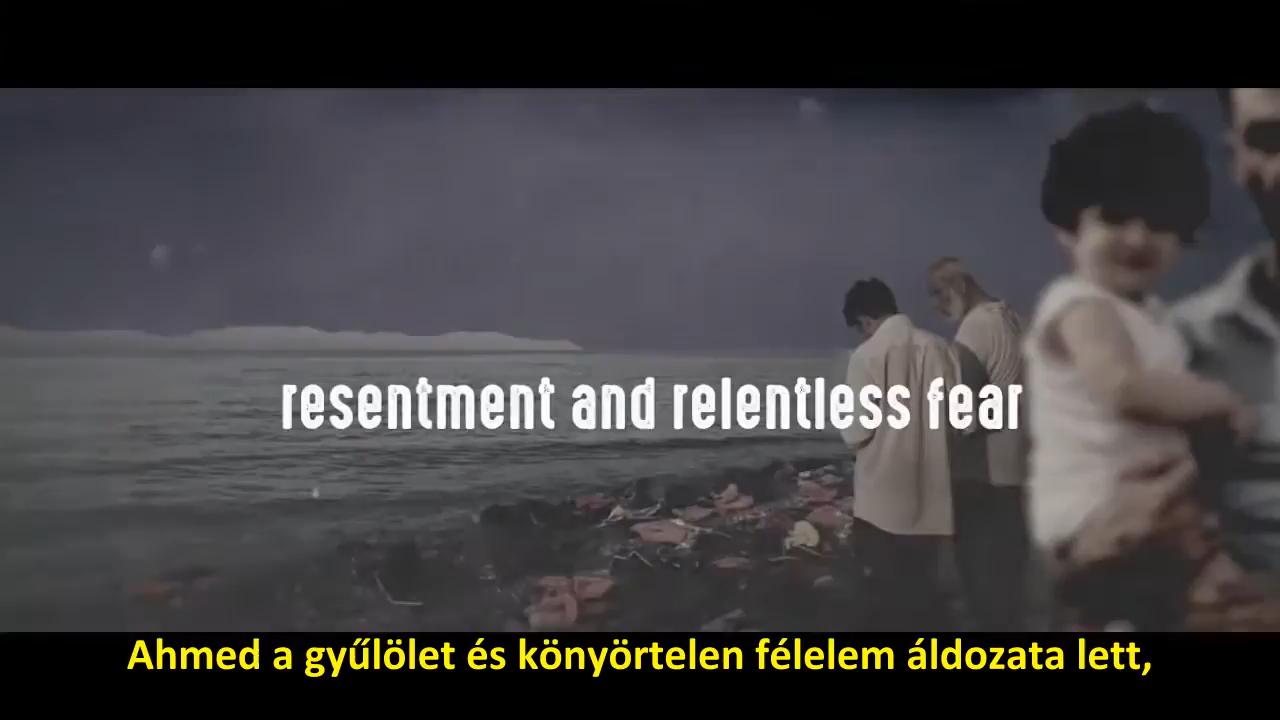 resentment and relentless fear
Ahmed a gyűlölet és könyörtelen félelem áldozata lett,